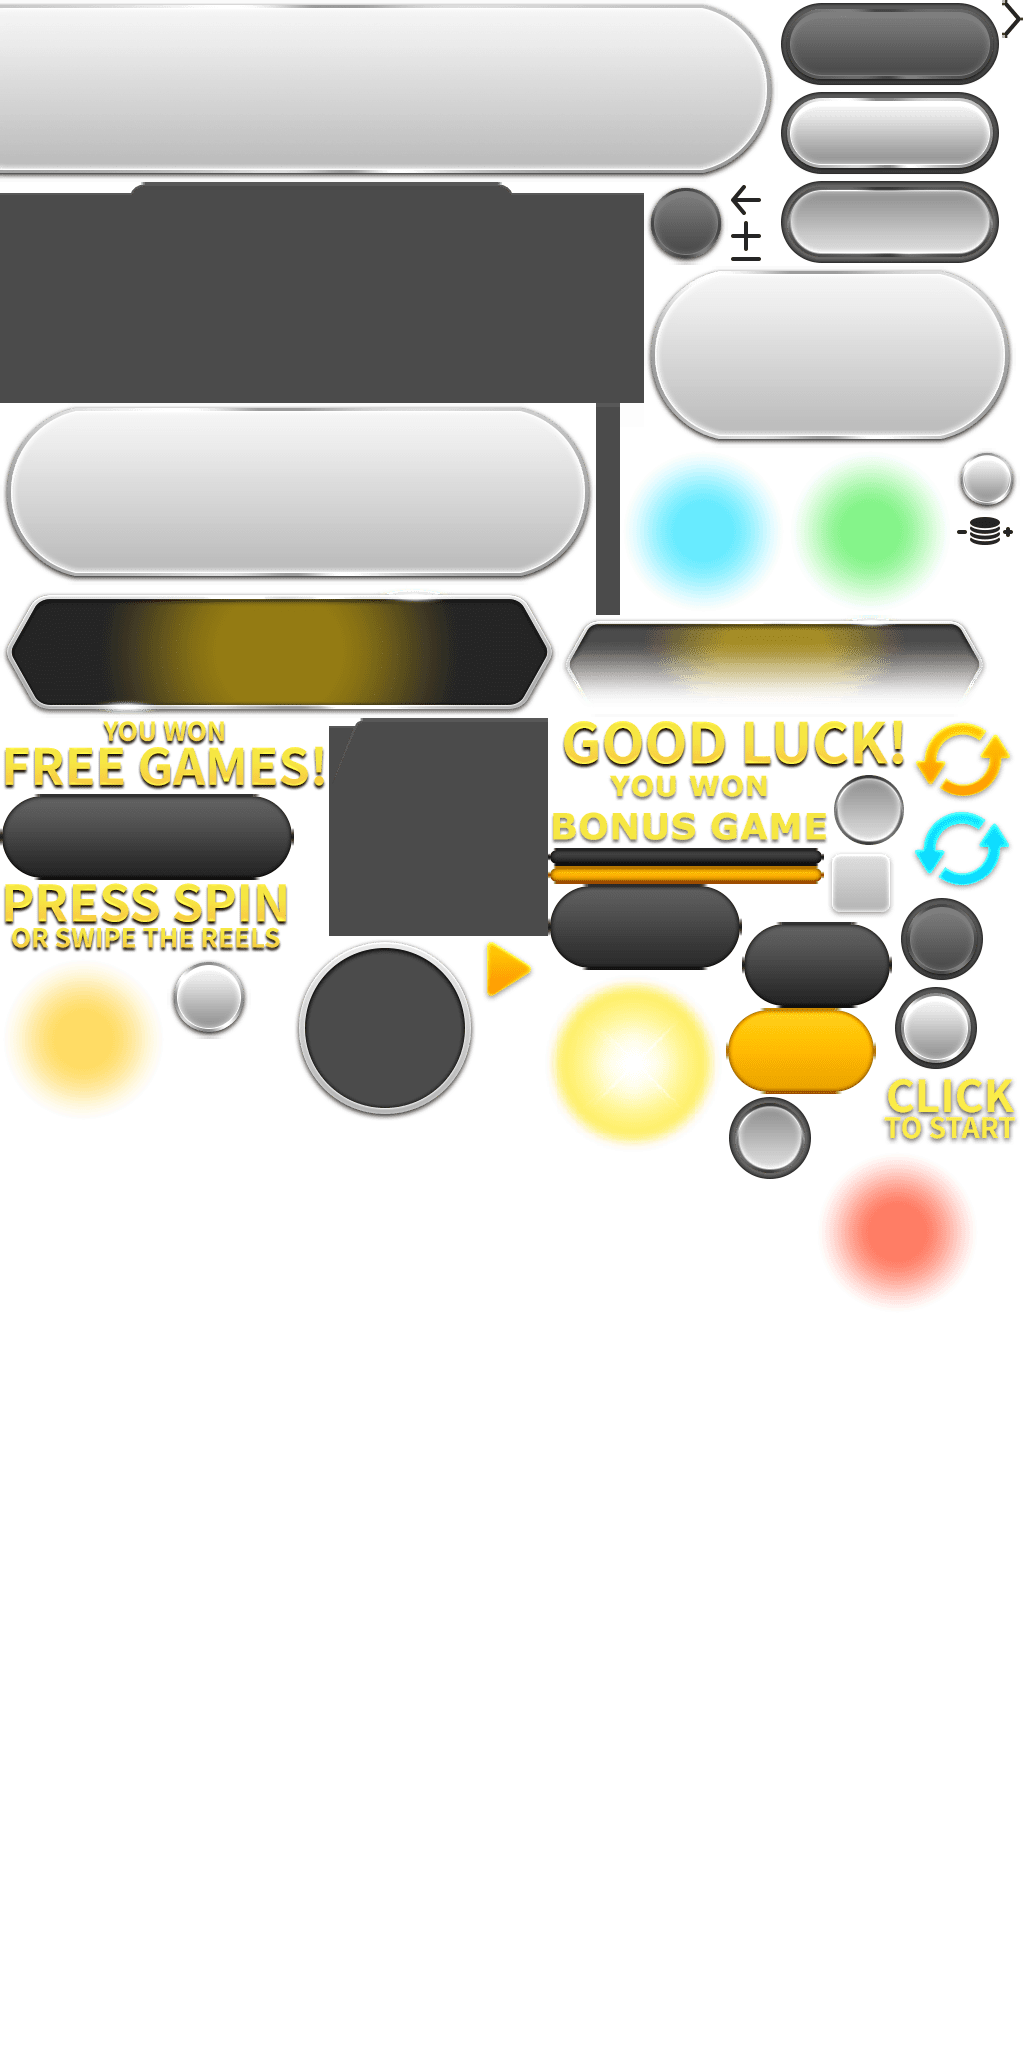 YOU WON
FREE GAMES!
PRESS SPIN
OR SWIPE THE REELS
GOOD LUCK!
YOU WON
BONUS GAME
CLICK
TO START